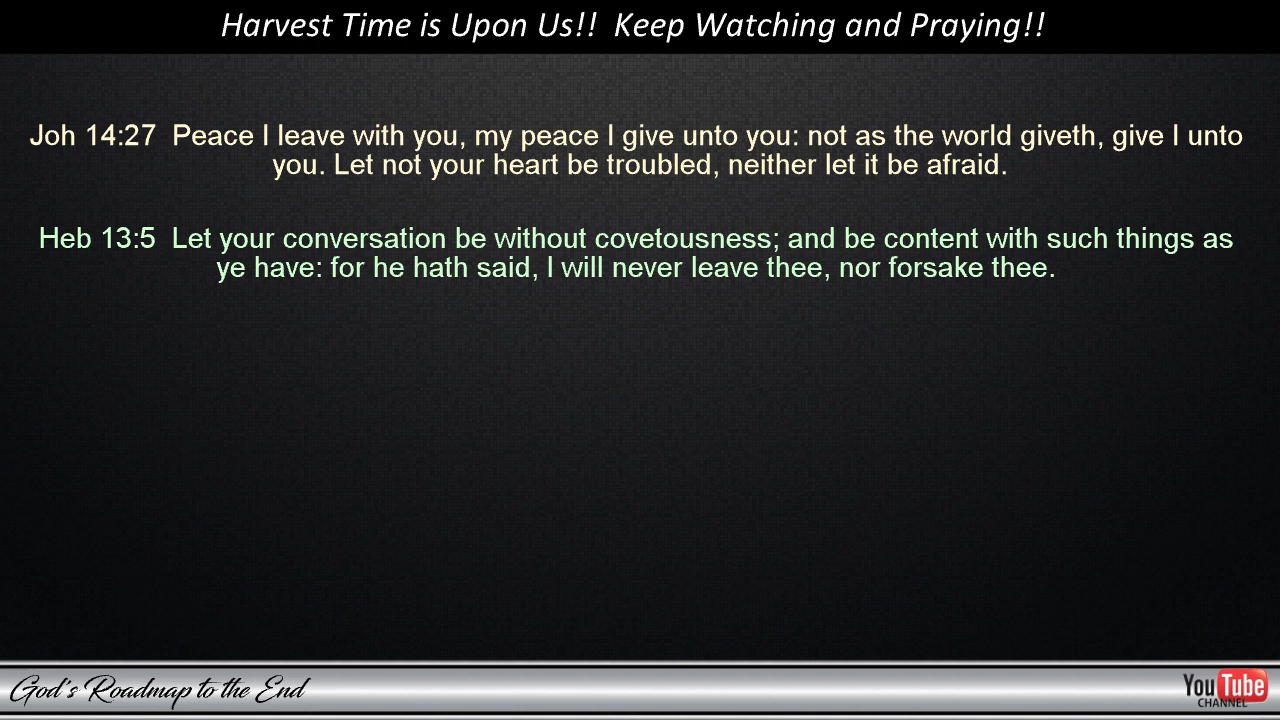 Harvest Time is Upon Us!!  Keep Watching and Praying!!
Joh 14:27  Peace I leave with you, my peace I give unto you: not as the world giveth, give I unto
you. Let not your heart be troubled, neither let it be afraid.
Heb 13:5  Let your conversation be without covetousness; and be content with such things as
ye have: for he hath said, I will never leave thee, nor forsake thee.
God's Roadmap to the End
YouTube
CHANNEL